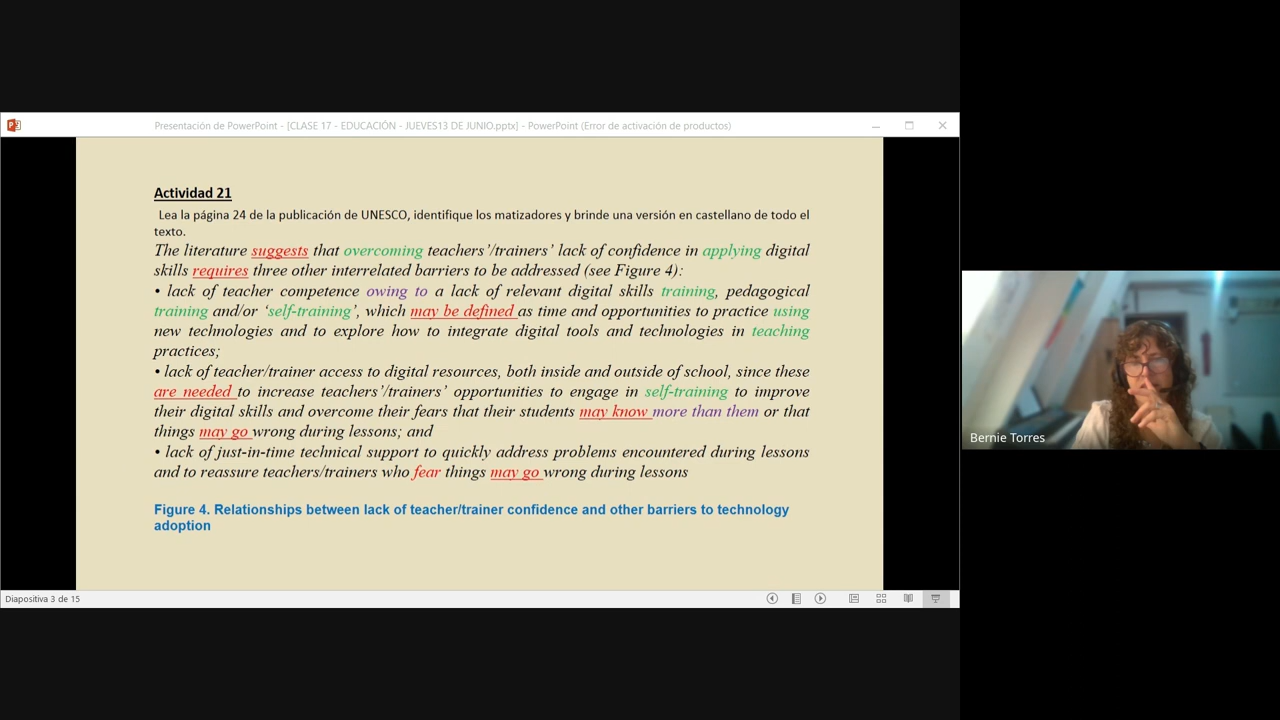 Presentación de PowerPoint - [CLASE 17 - EDUCACIÓN - JUEVES13 DE JUNIO.pptx] - PowerPoint (Error de activación de productos)
Actividad 21
Lea la página 24 de la publicación de UNESCO, identifique los matizadores y brinde una versión en castellano de todo el
texto.
The literature suggests that overcoming teachers’/trainers’ lack of confidence in applying digital
skills requires three other interrelated barriers to be addressed (see Figure 4):
• lack of teacher competence owing to a lack of relevant digital skills training, pedagogical
training and/or ‘self-training’, which may be defined as time and opportunities to practice using
new technologies and to explore how to integrate digital tools and technologies in teaching
practices;
• lack of teacher/trainer access to digital resources, both inside and outside of school, since these
are needed to increase teachers’/trainers’ opportunities to engage in self-training to improve
their digital skills and overcome their fears that their students may know more than them or that
things may go wrong during lessons; and
• lack of just-in-time technical support to quickly address problems encountered during lessons
and to reassure teachers/trainers who fear things may go wrong during lessons
Figure 4. Relationships between lack of teacher/trainer confidence and other barriers to technology
adoption
Diapositiva 3 de 15
Bernie Torres